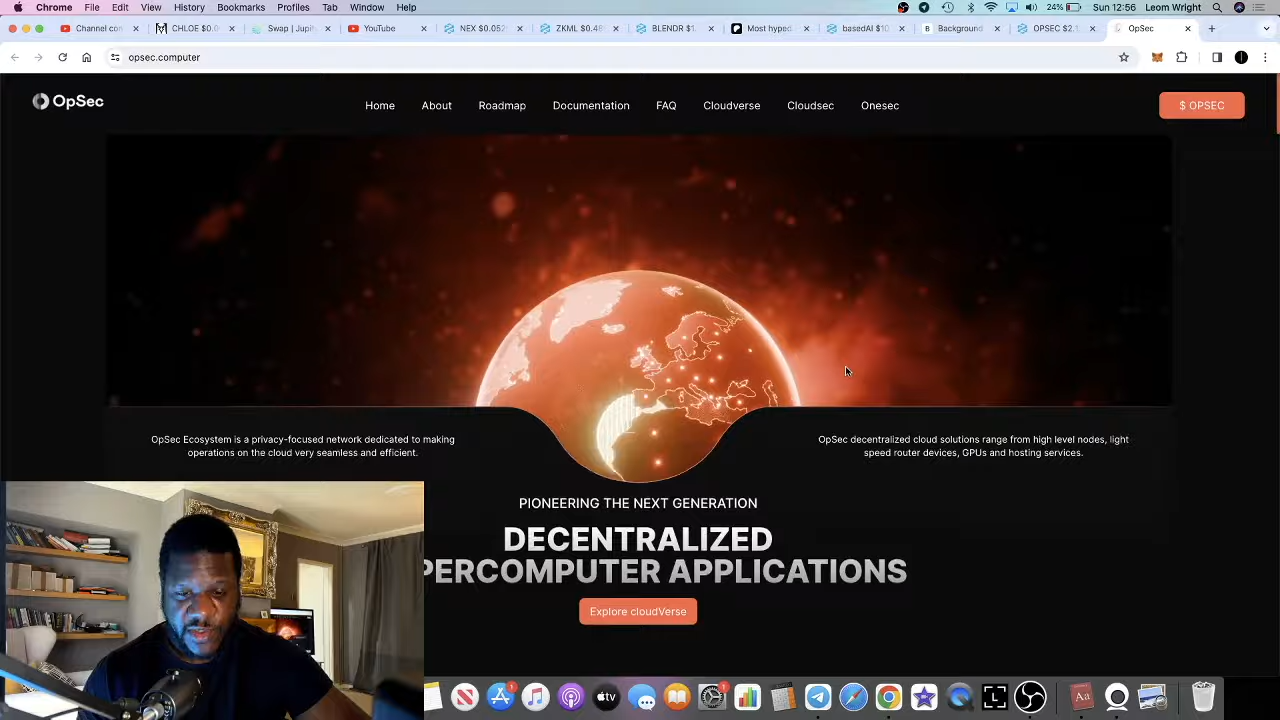 Chrome File Edit View History Bookmarks Profiles Tab Window Help 24% Sun 12:56 Leom Wright
Channel con CHLOE $0.0 Swap | Jupit YouTube NEX $0.052 ZKML $0.48 BLENDR $1. Most hyped basedAI $10 Background OPSEC $2.1 OpSec
opsec.computer
OpSec
Home About Roadmap Documentation FAQ Cloudverse Cloudsec Onesec
$ OPSEC
OpSec Ecosystem is a privacy-focused network dedicated to making
operations on the cloud very seamless and efficient.
OpSec decentralized cloud solutions range from high level nodes, light
speed router devices, GPUs and hosting services.
PIONEERING THE NEXT GENERATION
DECENTRALIZED
PERCOMPUTER APPLICATIONS
Explore cloudVerse
tv
Aa